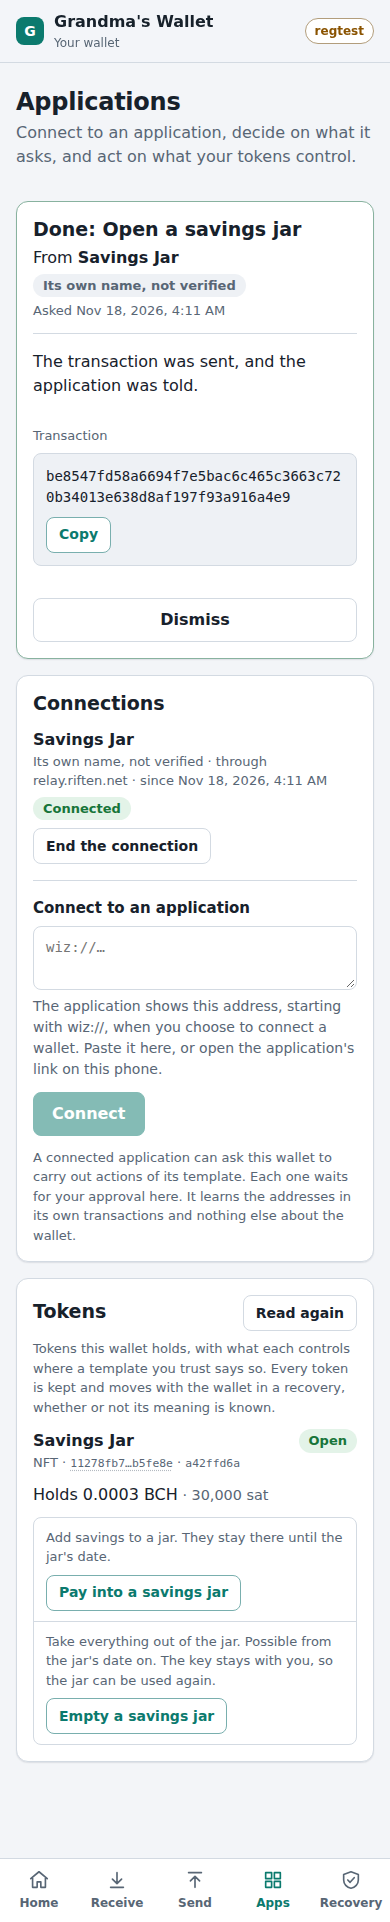 G
Grandma's Wallet
Your wallet
regtest
Applications
Connect to an application, decide on what it
asks, and act on what your tokens control.
Done: Open a savings jar
From Savings Jar
Its own name, not verified
Asked Nov 18, 2026, 4:11 AM
The transaction was sent, and the
application was told.
Transaction
be8547fd58a6694f7e5bac6c465c3663c72
0b34013e638d8af197f93a916a4e9
Copy
Dismiss
Connections
Savings Jar
Its own name, not verified · through
relay.riften.net · since Nov 18, 2026, 4:11 AM
Connected
End the connection
Connect to an application
wiz://…
The application shows this address, starting
with wiz://, when you choose to connect a
wallet. Paste it here, or open the application's
link on this phone.
Connect
A connected application can ask this wallet to
carry out actions of its template. Each one waits
for your approval here. It learns the addresses in
its own transactions and nothing else about the
wallet.
Tokens
Read again
Tokens this wallet holds, with what each controls
where a template you trust says so. Every token
is kept and moves with the wallet in a recovery,
whether or not its meaning is known.
Savings Jar
Open
NFT · 11278fb7…b5fe8e · a42ffd6a
Holds 0.0003 BCH · 30,000 sat
Add savings to a jar. They stay there until the
jar's date.
Pay into a savings jar
Take everything out of the jar. Possible from
the jar's date on. The key stays with you, so
the jar can be used again.
Empty a savings jar
Home
Receive
Send
Apps
Recovery